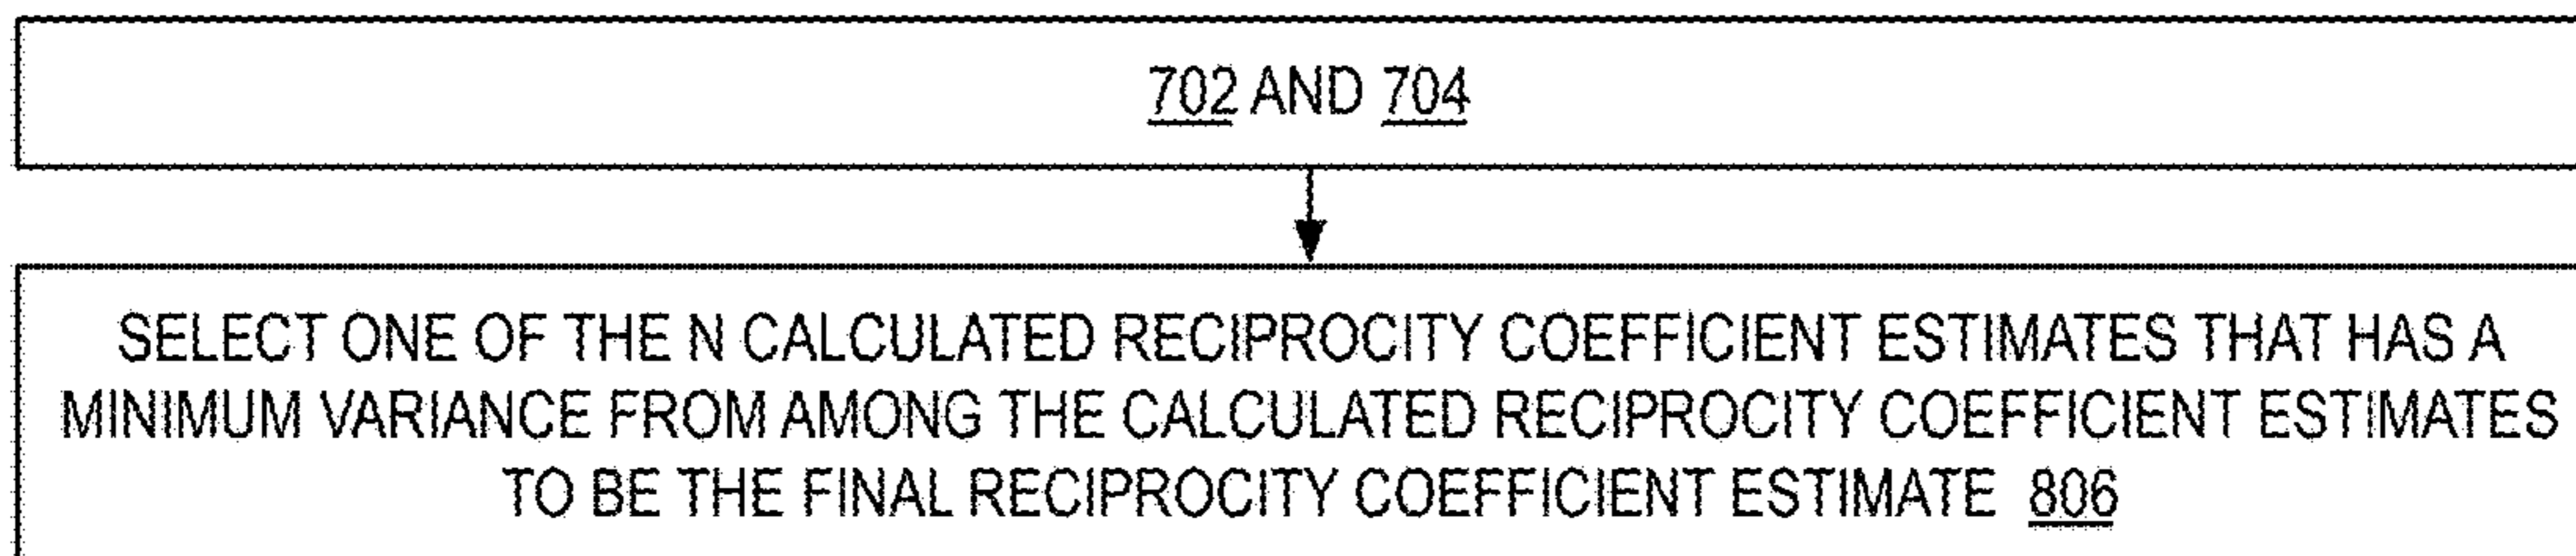 702 AND 704
SELECT ONE OF THE N CALCULATED RECIPROCITY COEFFICIENT ESTIMATES THAT HAS A
MINIMUM VARIANCE FROM AMONG THE CALCULATED RECIPROCITY COEFFICIENT ESTIMATES
TO BE THE FINAL RECIPROCITY COEFFICIENT ESTIMATE 806